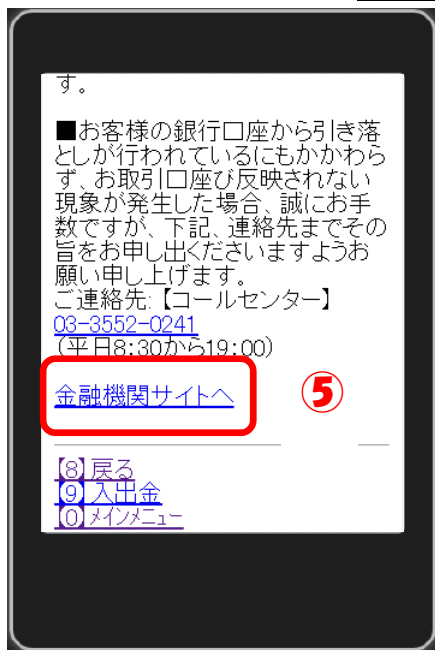 す。
■お客様の銀行口座から引き落
としが行われているにもかかわら
ず、お取引口座び反映されない
現象が発生した場合、誠にお手
数ですが、下記、連絡先までその
旨をお申し出くださいますようお
願い申し上げます。
ご連絡先:【コールセンター】
03-3552-0241
(平日8:30から19:00)
金融機関サイトへ
⑤
[8]戻る
[9]入出金
[0]メインメニュー